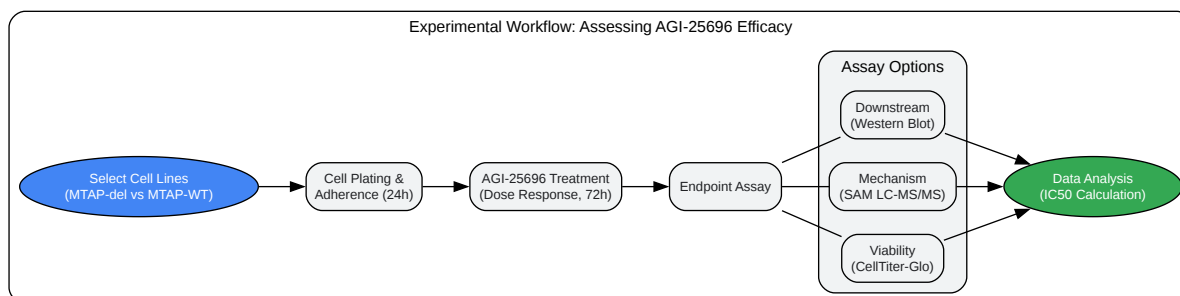 Experimental Workflow: Assessing AGI-25696 Efficacy
Select Cell Lines
(MTAP-del vs MTAP-WT)
Cell Plating &
Adherence (24h)
AGI-25696 Treatment
(Dose Response, 72h)
Endpoint Assay
Assay Options
Downstream
(Western Blot)
Mechanism
(SAM LC-MS/MS)
Viability
(CellTiter-Glo)
Data Analysis
(IC50 Calculation)